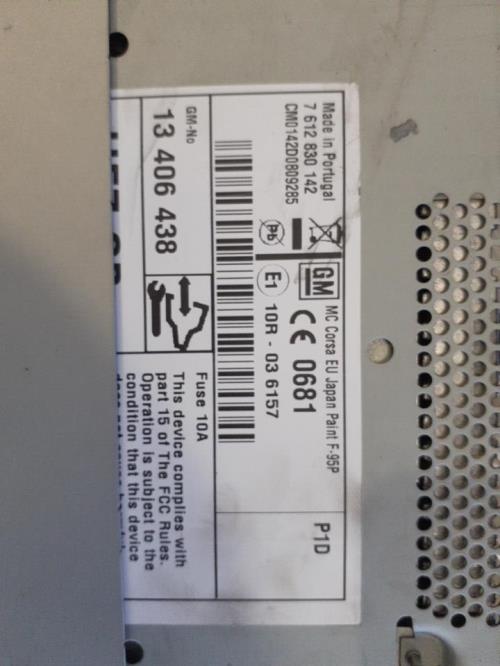 Made in Portugal
7 612 830 142
CM0142D0809285
Pb
GM
MC Corsa EU Japan Paint F-95P
P1D
CE 0681
E1
10R - 03 6157
GM-No
13 406 438
Fuse 10A
This device complies with
part 15 of The FCC Rules.
Operation is subject to the
condition that this device